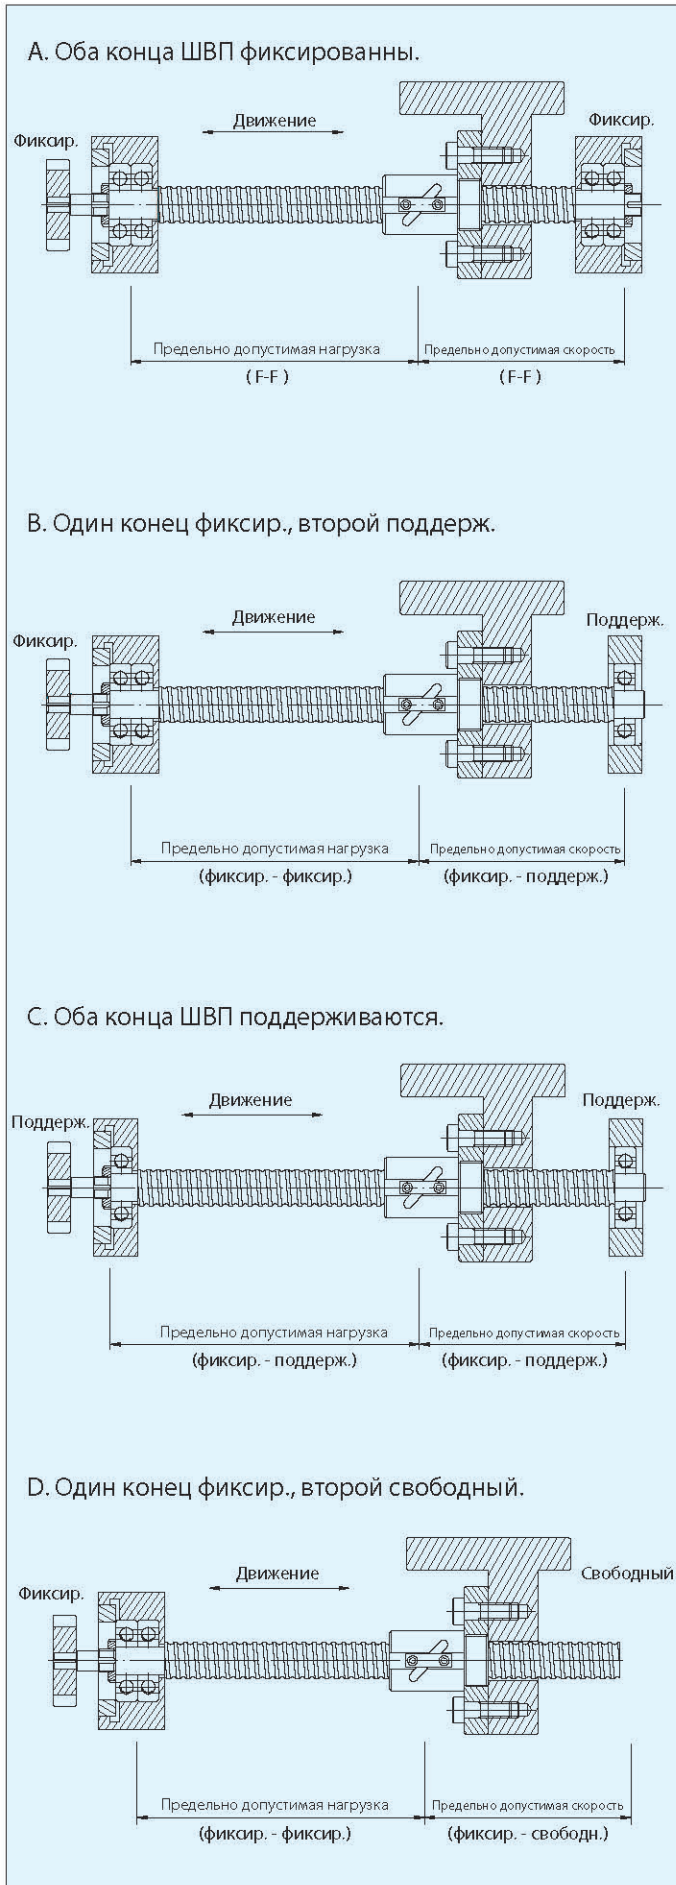 A. Оба конца ШВП фиксированны.
Движение
Фиксир.
Фиксир.
Предельно допустимая нагрузка
Предельно допустимая скорость
( F-F )
( F-F )
B. Один конец фиксир., второй поддерж.
Движение
Поддерж.
Фиксир.
Предельно допустимая нагрузка
Предельно допустимая скорость
(фиксир. - фиксир.)
(фиксир. - поддерж.)
C. Оба конца ШВП поддерживаются.
Движение
Поддерж.
Поддерж.
Предельно допустимая нагрузка
Предельно допустимая скорость
(фиксир. - поддерж.)
(фиксир. - поддерж.)
D. Один конец фиксир., второй свободный.
Движение
Свободный
Фиксир.
Предельно допустимая нагрузка
Предельно допустимая скорость
(фиксир. - фиксир.)
(фиксир. - свободн.)